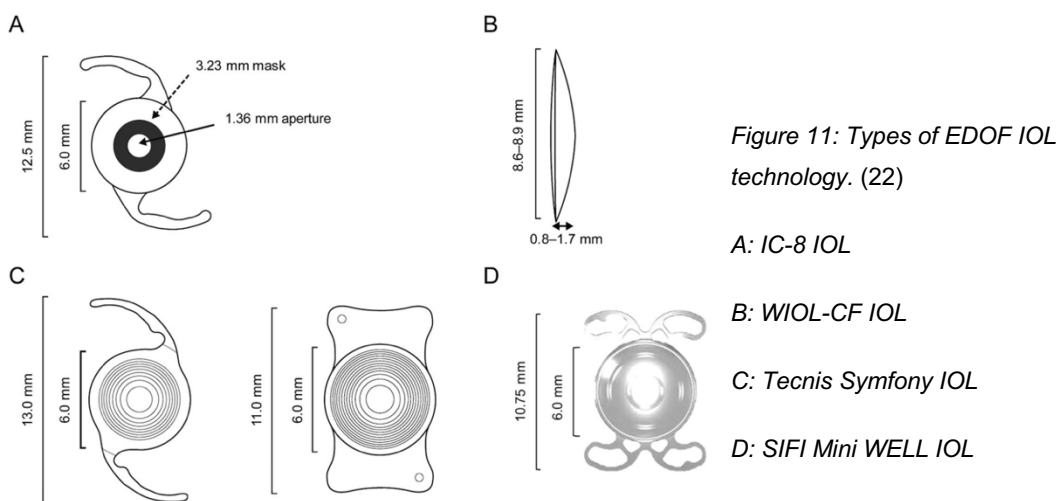 A
3.23 mm mask
1.36 mm aperture
12.5 mm
6.0 mm
B
8.6–8.9 mm
0.8–1.7 mm
Figure 11: Types of EDOF IOL
technology. (22)
A: IC-8 IOL
B: WIOL-CF IOL
C: Tecnis Symfony IOL
D: SIFI Mini WELL IOL
C
13.0 mm
6.0 mm
11.0 mm
6.0 mm
D
10.75 mm
6.0 mm